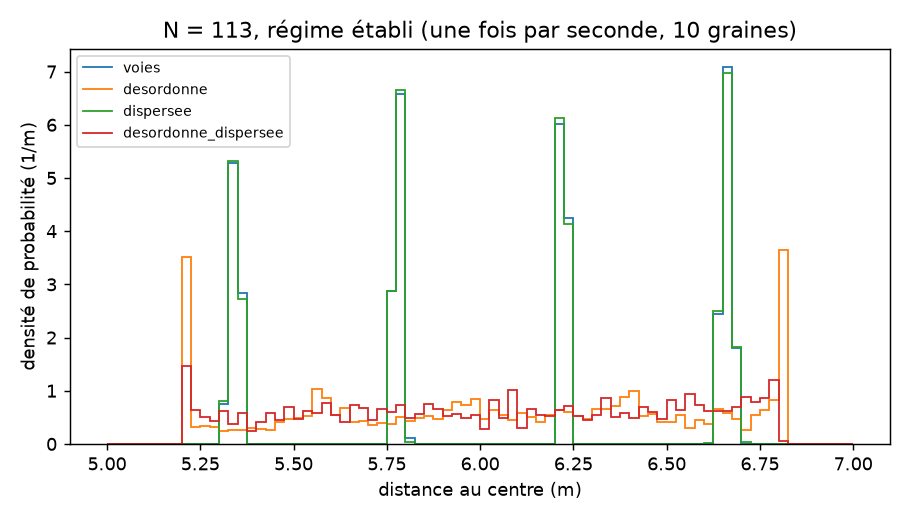 N = 113, régime établi (une fois par seconde, 10 graines)
voies
desordonne
dispersee
desordonne_dispersee
densité de probabilité (1/m)
7
6
5
4
3
2
1
0
5.00 5.25 5.50 5.75 6.00 6.25 6.50 6.75 7.00
distance au centre (m)